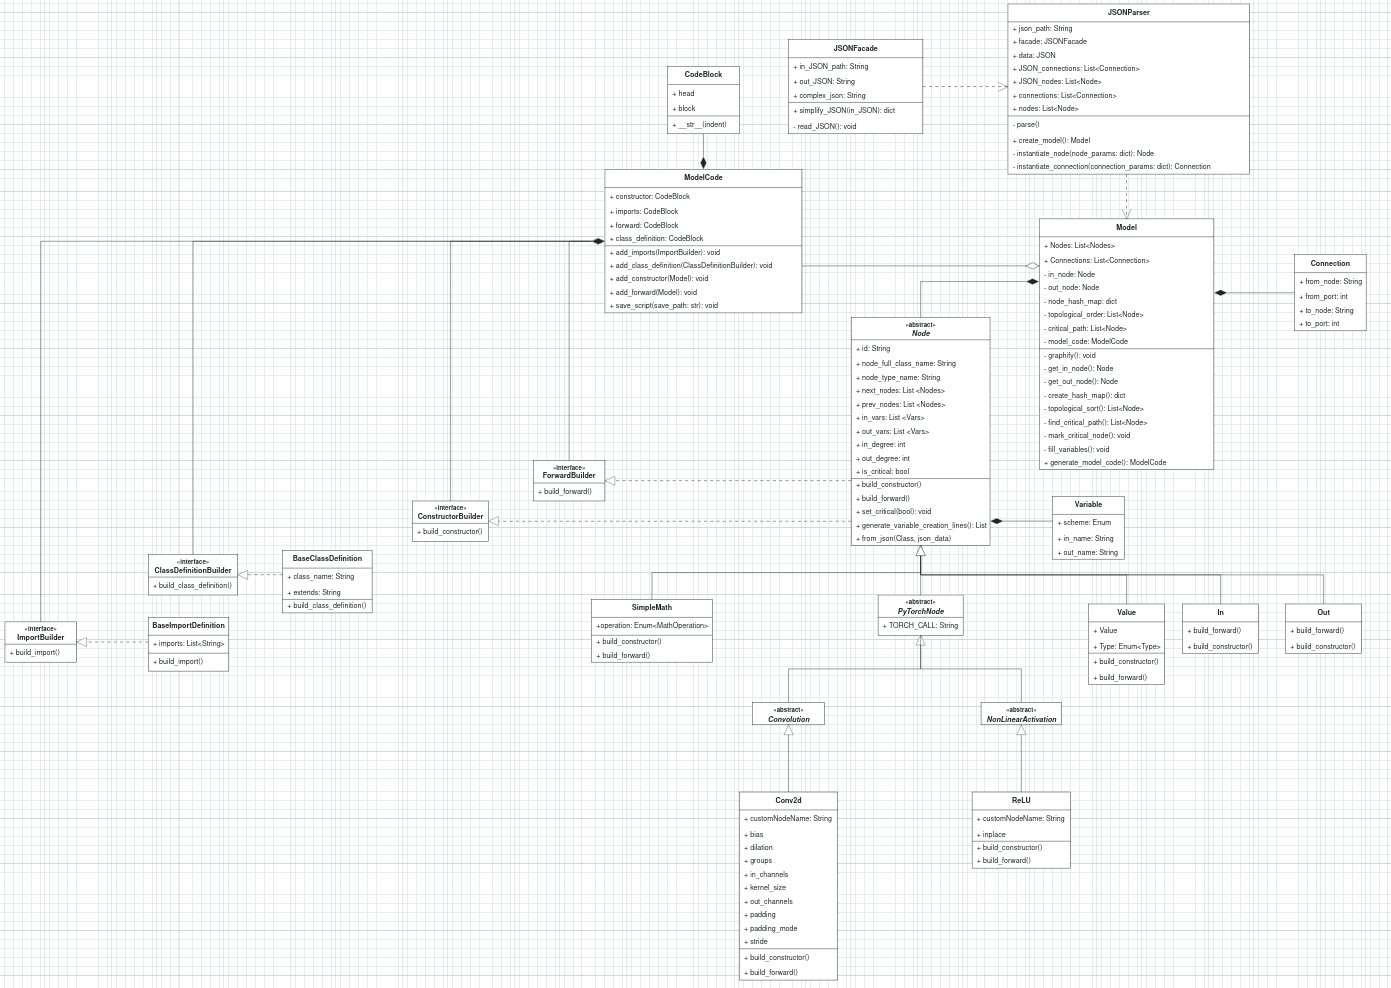 JSONParser
+ json_path: String
+ facade: JSONFacade
+ data: JSON
+ JSON_connections: List<Connection>
+ JSON_nodes: List<Node>
+ connections: List<Connection>
+ nodes: List<Node>
- parse()
+ create_model(): Model
- instantiate_node(node_params: dict): Node
- instantiate_connection(connection_params: dict): Connection
JSONFacade
+ in_JSON_path: String
+ out_JSON: String
+ complex_json: String
+ simplify_JSON(in_JSON): dict
- read_JSON(): void
CodeBlock
+ head
+ block
+ __str__(indent)
ModelCode
+ constructor: CodeBlock
+ imports: CodeBlock
+ forward: CodeBlock
+ class_definition: CodeBlock
+ add_imports(ImportBuilder): void
+ add_class_definition(ClassDefinitionBuilder): void
+ add_constructor(Model): void
+ add_forward(Model): void
+ save_script(save_path: str): void
Model
+ Nodes: List<Nodes>
+ Connections: List<Connection>
- in_node: Node
- out_node: Node
- node_hash_map: dict
- topological_order: List<Node>
- critical_path: List<Node>
- model_code: ModelCode
- graphify(): void
- get_in_node(): Node
- get_out_node(): Node
- create_hash_map(): dict
- topological_sort(): List<Node>
- find_critical_path(): List<Node>
- mark_critical_node(): void
- fill_variables(): void
+ generate_model_code(): ModelCode
Connection
+ from_node: String
+ from_port: int
+ to_node: String
+ to_port: int
«abstract»
Node
+ id: String
+ node_full_class_name: String
+ node_type_name: String
+ next_nodes: List <Nodes>
+ prev_nodes: List <Nodes>
+ in_vars: List <Vars>
+ out_vars: List <Vars>
+ in_degree: int
+ out_degree: int
+ is_critical: bool
+ build_constructor()
+ build_forward()
+ set_critical(bool): void
+ generate_variable_creation_lines(): List
+ from_json(Class, json_data)
«interface»
ForwardBuilder
+ build_forward()
«interface»
ConstructorBuilder
+ build_constructor()
Variable
+ scheme: Enum
+ in_name: String
+ out_name: String
«interface»
ClassDefinitionBuilder
+ build_class_definition()
BaseClassDefinition
+ class_name: String
+ extends: String
+ build_class_definition()
«interface»
ImportBuilder
+ build_import()
BaseImportDefinition
+ imports: List<String>
+ build_import()
SimpleMath
+operation: Enum<MathOperation>
+ build_constructor()
+ build_forward()
«abstract»
PyTorchNode
+ TORCH_CALL: String
Value
+ Value
+ Type: Enum<Type>
+ build_constructor()
+ build_forward()
In
+ build_forward()
+ build_constructor()
Out
+ build_forward()
+ build_constructor()
«abstract»
Convolution
«abstract»
NonLinearActivation
Conv2d
+ customNodeName: String
+ bias
+ dilation
+ groups
+ in_channels
+ kernel_size
+ out_channels
+ padding
+ padding_mode
+ stride
+ build_constructor()
+ build_forward()
ReLU
+ customNodeName: String
+ inplace
+ build_constructor()
+ build_forward()